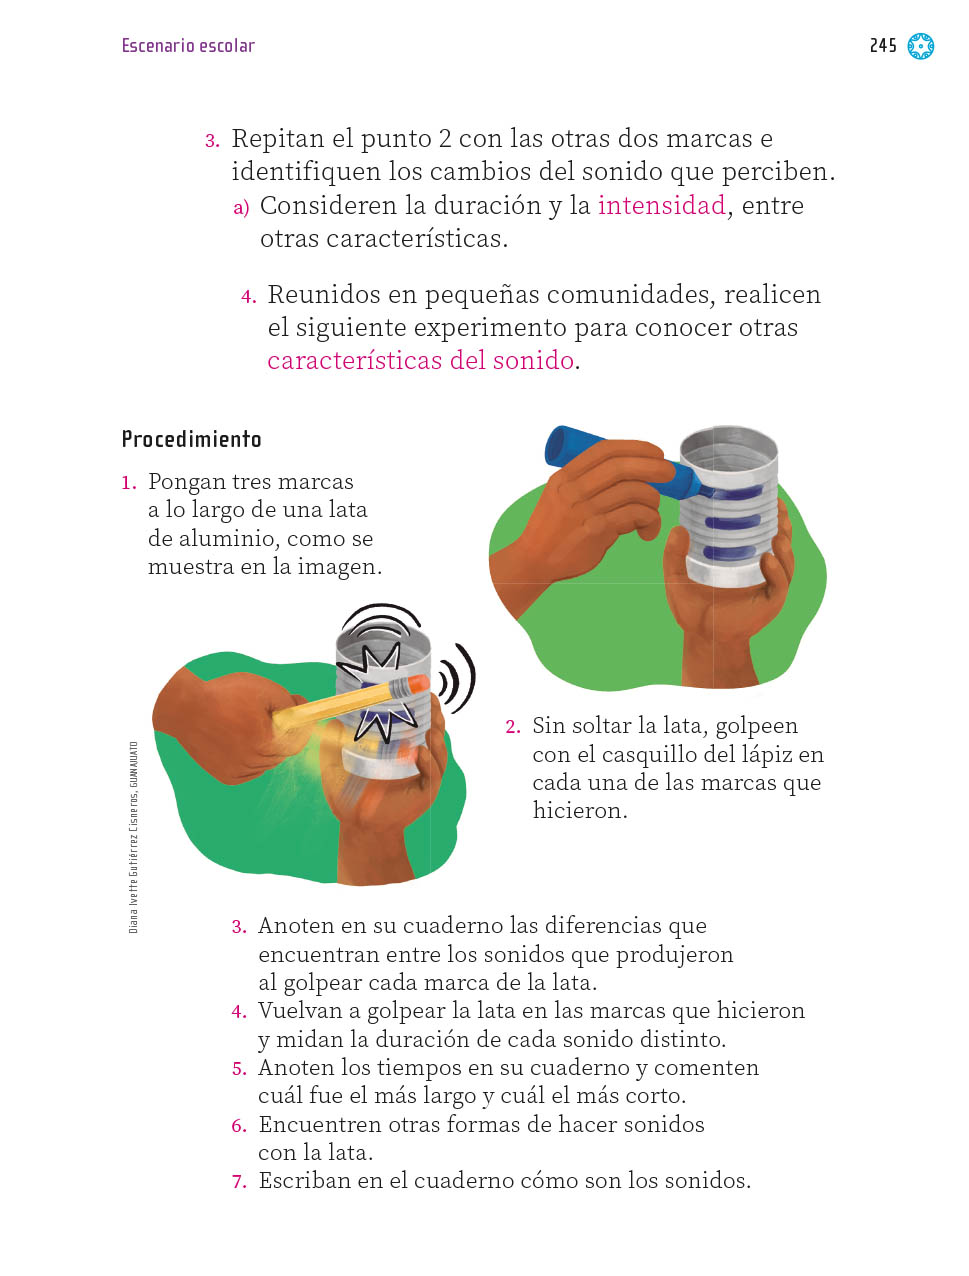 Escenario escolar
245
3. Repitan el punto 2 con las otras dos marcas e
identifiquen los cambios del sonido que perciben.
a) Consideren la duración y la intensidad, entre
otras características.
4. Reunidos en pequeñas comunidades, realicen
el siguiente experimento para conocer otras
características del sonido.
Procedimiento
1. Pongan tres marcas
a lo largo de una lata
de aluminio, como se
muestra en la imagen.
2. Sin soltar la lata, golpeen
con el casquillo del lápiz en
cada una de las marcas que
hicieron.
Diana Ivette Gutiérrez Cisneros, GUANAJUATO
3. Anoten en su cuaderno las diferencias que
encuentran entre los sonidos que produjeron
al golpear cada marca de la lata.
4. Vuelvan a golpear la lata en las marcas que hicieron
y midan la duración de cada sonido distinto.
5. Anoten los tiempos en su cuaderno y comenten
cuál fue el más largo y cuál el más corto.
6. Encuentren otras formas de hacer sonidos
con la lata.
7. Escriban en el cuaderno cómo son los sonidos.